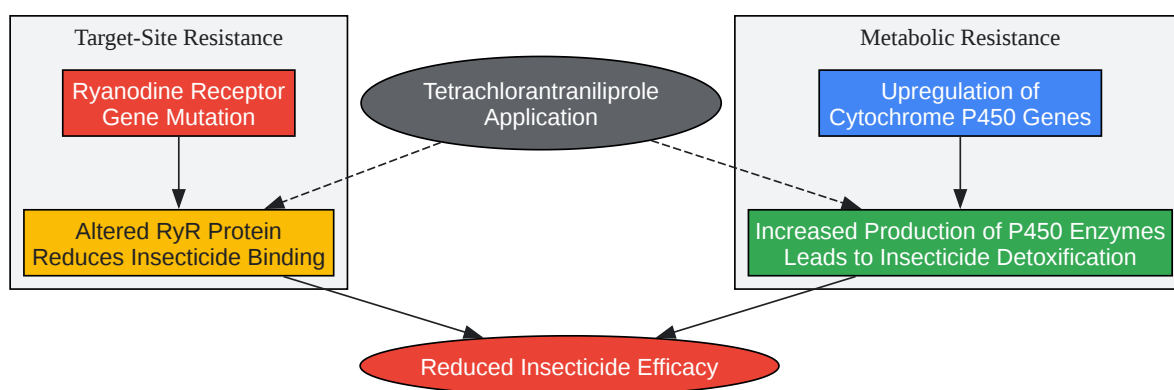 Target-Site Resistance
Metabolic Resistance
Ryanodine Receptor
Gene Mutation
Tetrachlorantraniliprole
Application
Upregulation of
Cytochrome P450 Genes
Altered RyR Protein
Reduces Insecticide Binding
Increased Production of P450 Enzymes
Leads to Insecticide Detoxification
Reduced Insecticide Efficacy